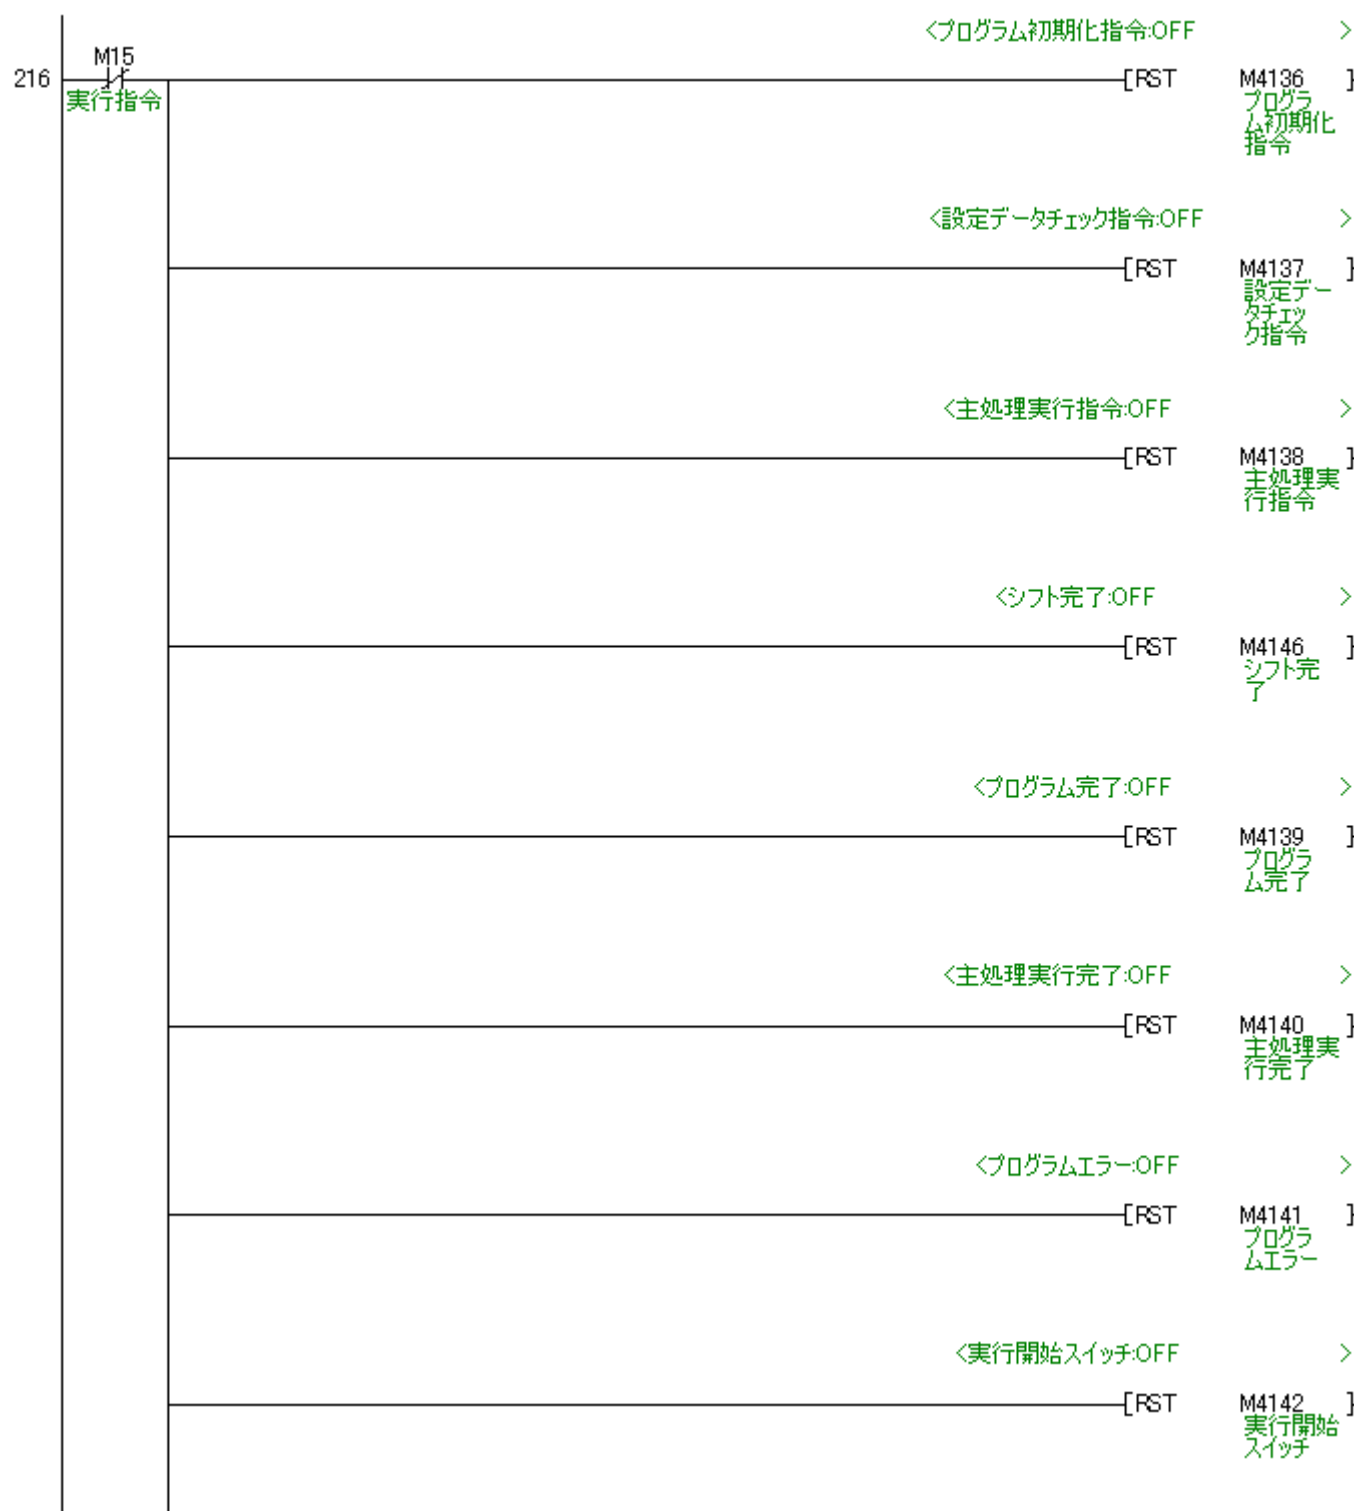 <プログラム初期化指令:OFF >
M15
216 [RST M4136 ]
実行指令
プログラ
ム初期化
指令
<設定データチェック指令:OFF >
[RST M4137 ]
設定デー
タチェッ
ク指令
<主処理実行指令:OFF >
[RST M4138 ]
主処理実
行指令
<シフト完了:OFF >
[RST M4146 ]
シフト完
了
<プログラム完了:OFF >
[RST M4139 ]
プログラ
ム完了
<主処理実行完了:OFF >
[RST M4140 ]
主処理実
行完了
<プログラムエラー:OFF >
[RST M4141 ]
プログラ
ムエラー
<実行開始スイッチ:OFF >
[RST M4142 ]
実行開始
スイッチ